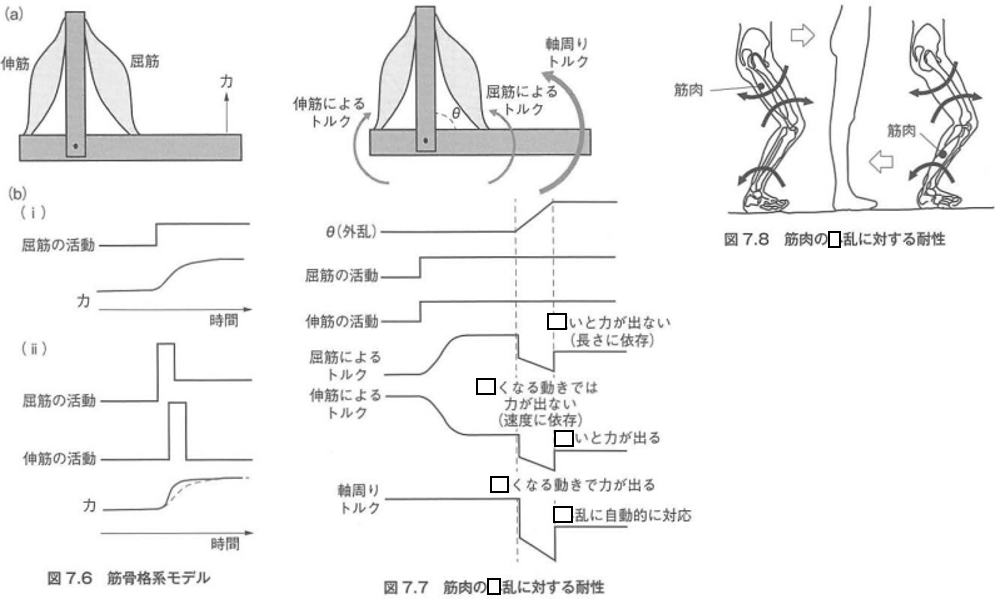 (a)
伸筋
屈筋
力
(b)
(i)
屈筋の活動
力
時間
(ii)
屈筋の活動
伸筋の活動
力
時間
図 7.6 筋骨格系モデル
軸周り
トルク
伸筋による
トルク
屈筋による
トルク
θ
θ(外乱)
屈筋の活動
伸筋の活動
□いと力が出ない
(長さに依存)
屈筋による
トルク
□くなる動きでは
力が出ない
(速度に依存)
伸筋による
トルク
□いと力が出る
□くなる動きで力が出る
軸周り
トルク
□乱に自動的に対応
図 7.7 筋肉の□乱に対する耐性
筋肉
筋肉
図 7.8 筋肉の□乱に対する耐性